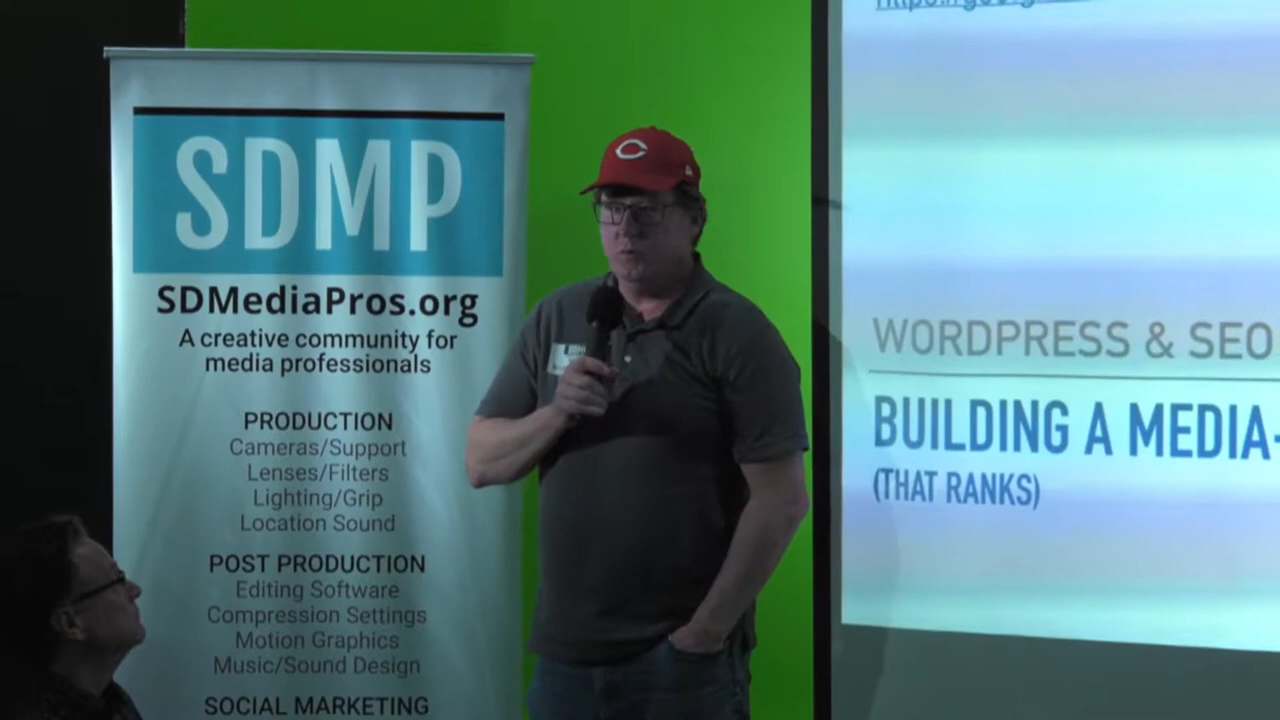 SDMP
SDMediaPros.org
A creative community for
media professionals
PRODUCTION
Cameras/Support
Lenses/Filters
Lighting/Grip
Location Sound
POST PRODUCTION
Editing Software
Compression Settings
Motion Graphics
Music/Sound Design
SOCIAL MARKETING
C
WORDPRESS & SEO
BUILDING A MEDIA-
(THAT RANKS)